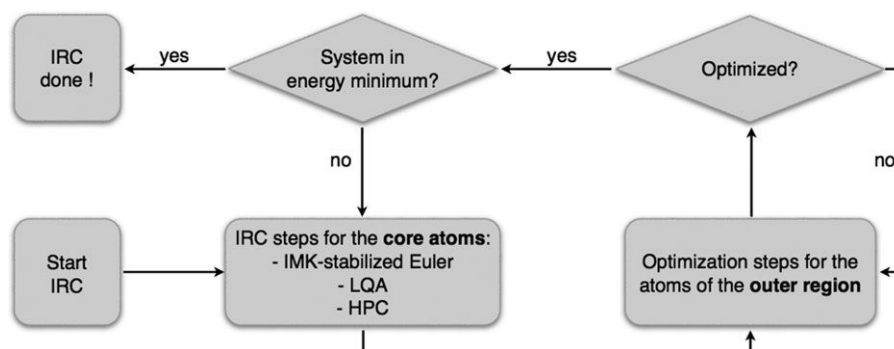 IRC
done !
yes
System in
energy minimum?
yes
Optimized?
no
no
Start
IRC
IRC steps for the core atoms:
- IMK-stabilized Euler
- LQA
- HPC
Optimization steps for the
atoms of the outer region